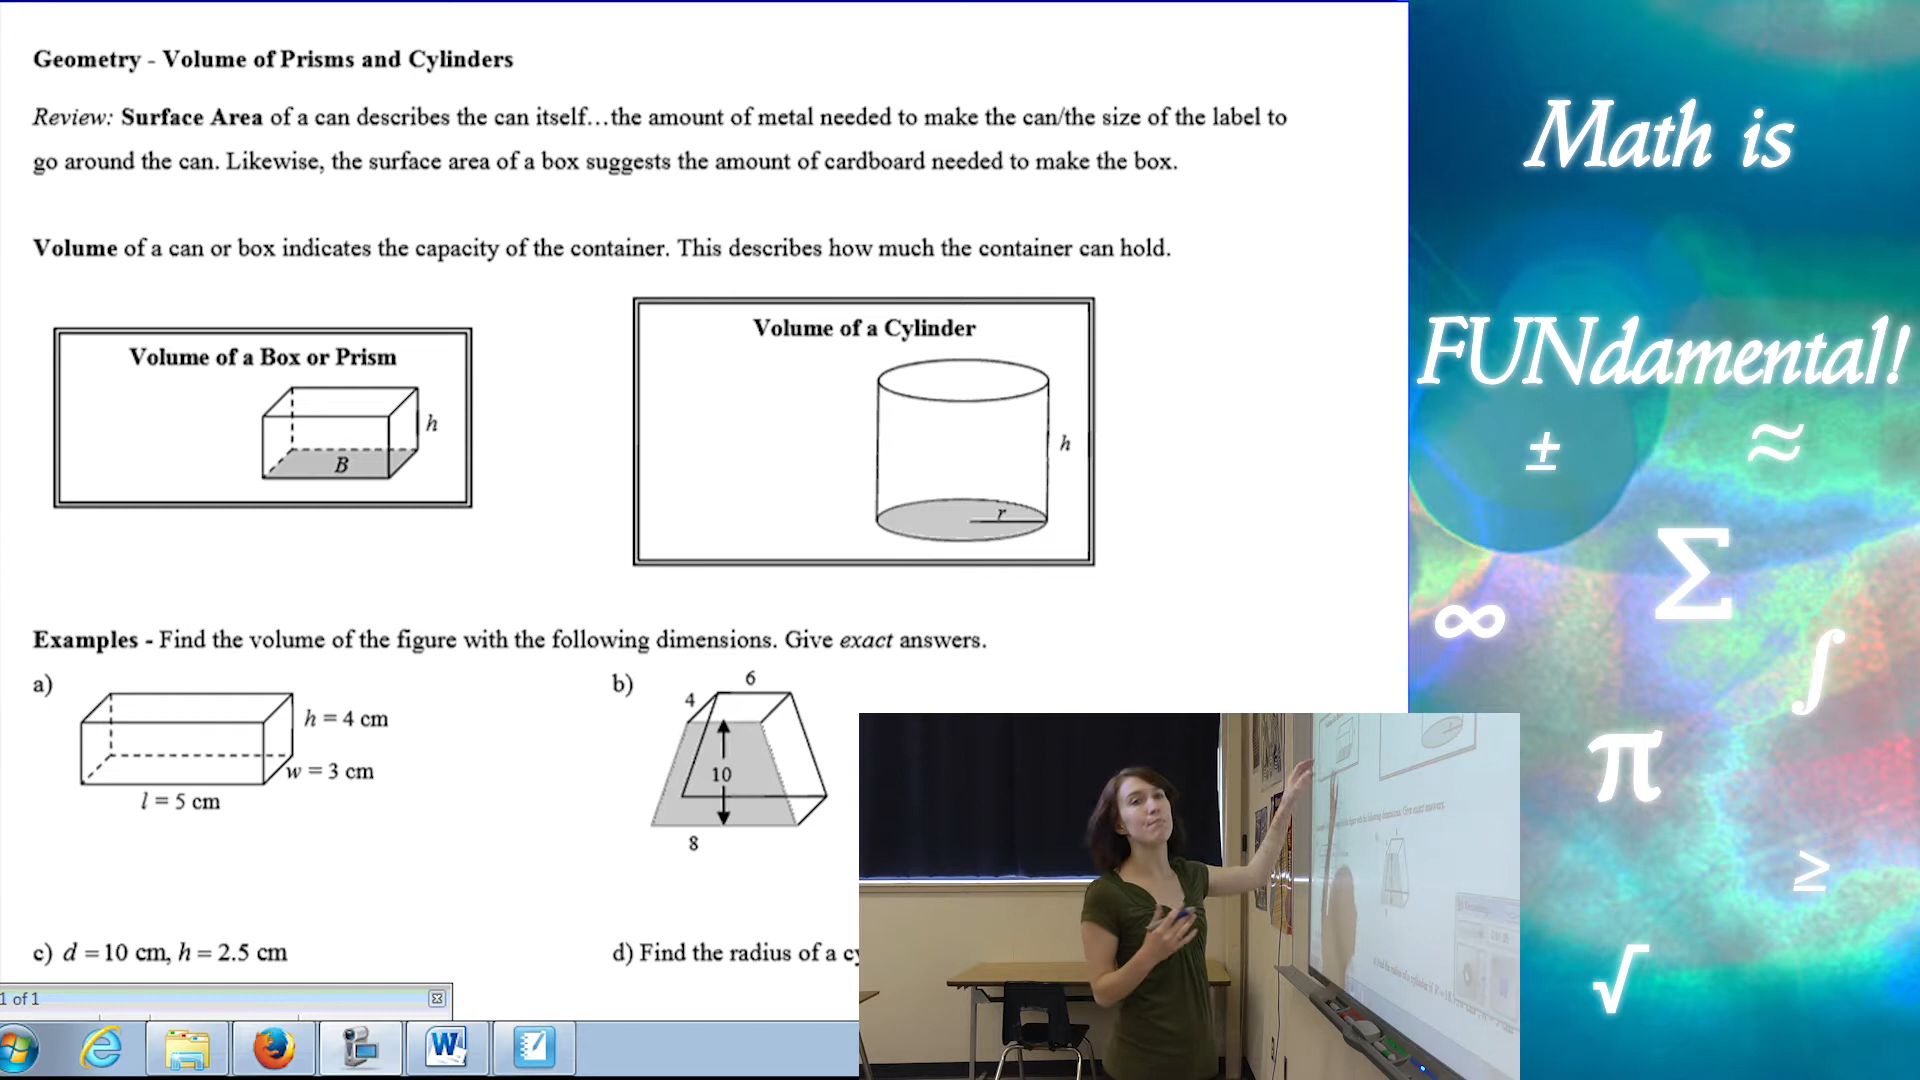 Geometry - Volume of Prisms and Cylinders
Review: Surface Area of a can describes the can itself…the amount of metal needed to make the can/the size of the label to
go around the can. Likewise, the surface area of a box suggests the amount of cardboard needed to make the box.
Volume of a can or box indicates the capacity of the container. This describes how much the container can hold.
Volume of a Box or Prism
h
B
Volume of a Cylinder
h
r
Examples - Find the volume of the figure with the following dimensions. Give exact answers.
a)
h = 4 cm
w = 3 cm
l = 5 cm
b)
6
4
10
8
c) d = 10 cm, h = 2.5 cm
d) Find the radius of a
1 of 1
Math is
FUNdamental!
± ≈
Σ
∞
∫
π
≥
√